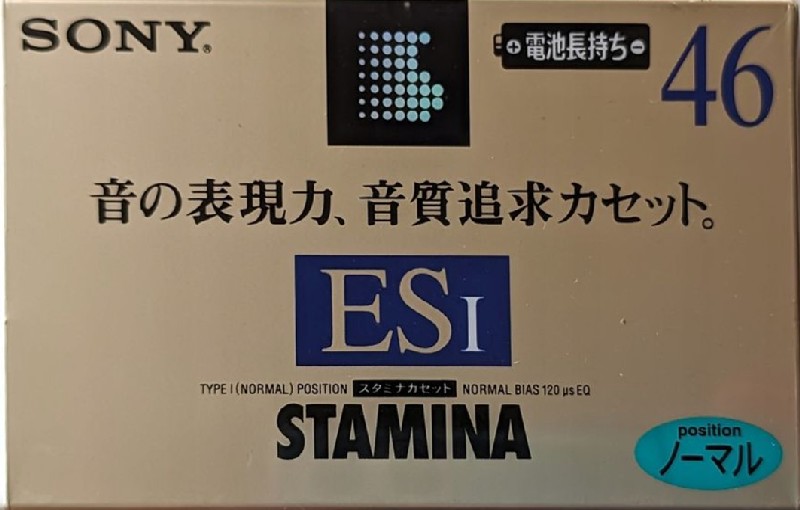 SONY®
+電池長持ち−
46
音の表現力、音質追求カセット。
ES I
TYPE I (NORMAL) POSITION スタミナカセット NORMAL BIAS 120 µs EQ
STAMINA
position
ノーマル